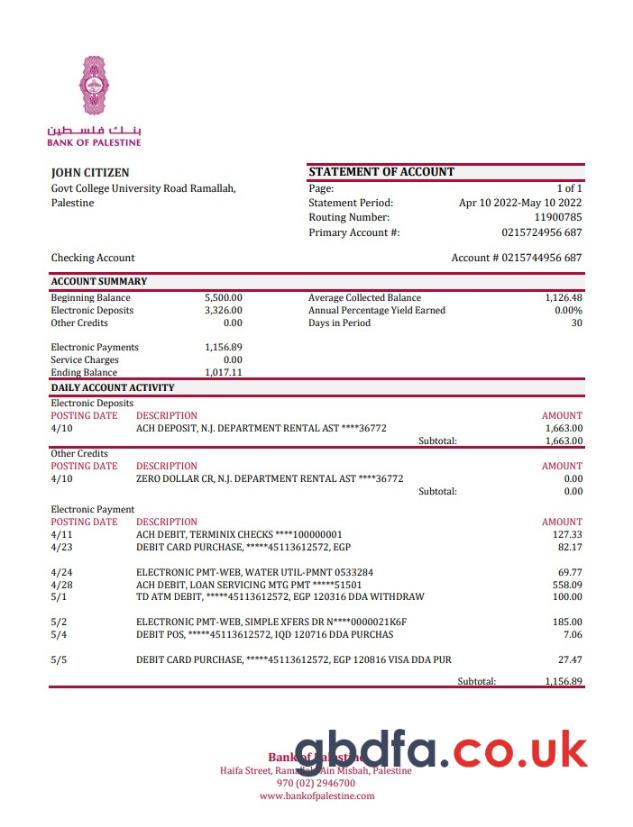 بنك فلسطين
BANK OF PALESTINE
JOHN CITIZEN
Govt College University Road Ramallah,
Palestine
STATEMENT OF ACCOUNT
Page: 1 of 1
Statement Period: Apr 10 2022-May 10 2022
Routing Number: 11900785
Primary Account #: 0215724956 687
Checking Account Account # 0215744956 687
ACCOUNT SUMMARY
Beginning Balance 5,500.00 Average Collected Balance 1,126.48
Electronic Deposits 3,326.00 Annual Percentage Yield Earned 0.00%
Other Credits 0.00 Days in Period 30
Electronic Payments 1,156.89
Service Charges 0.00
Ending Balance 1,017.11
DAILY ACCOUNT ACTIVITY
Electronic Deposits
POSTING DATE DESCRIPTION AMOUNT
4/10 ACH DEPOSIT, N.J. DEPARTMENT RENTAL AST ****36772 1,663.00
Subtotal: 1,663.00
Other Credits
POSTING DATE DESCRIPTION AMOUNT
4/10 ZERO DOLLAR CR, N.J. DEPARTMENT RENTAL AST ****36772 0.00
Subtotal: 0.00
Electronic Payment
POSTING DATE DESCRIPTION AMOUNT
4/11 ACH DEBIT, TERMINIX CHECKS ****100000001 127.33
4/23 DEBIT CARD PURCHASE, *****45113612572, EGP 82.17
4/24 ELECTRONIC PMT-WEB, WATER UTIL-PMNT 0533284 69.77
4/28 ACH DEBIT, LOAN SERVICING MTG PMT *****51501 558.09
5/1 TD ATM DEBIT, *****45113612572, EGP 120316 DDA WITHDRAW 100.00
5/2 ELECTRONIC PMT-WEB, SIMPLE XFERS DR N****0000021K6F 185.00
5/4 DEBIT POS, *****45113612572, IQD 120716 DDA PURCHAS 7.06
5/5 DEBIT CARD PURCHASE, *****45113612572, EGP 120816 VISA DDA PUR 27.47
Subtotal: 1,156.89
Bank of Palestine
gbdfa.co.uk
Haifa Street, Ramallah Ain Misbah, Palestine
970 (02) 2946700
www.bankofpalestine.com